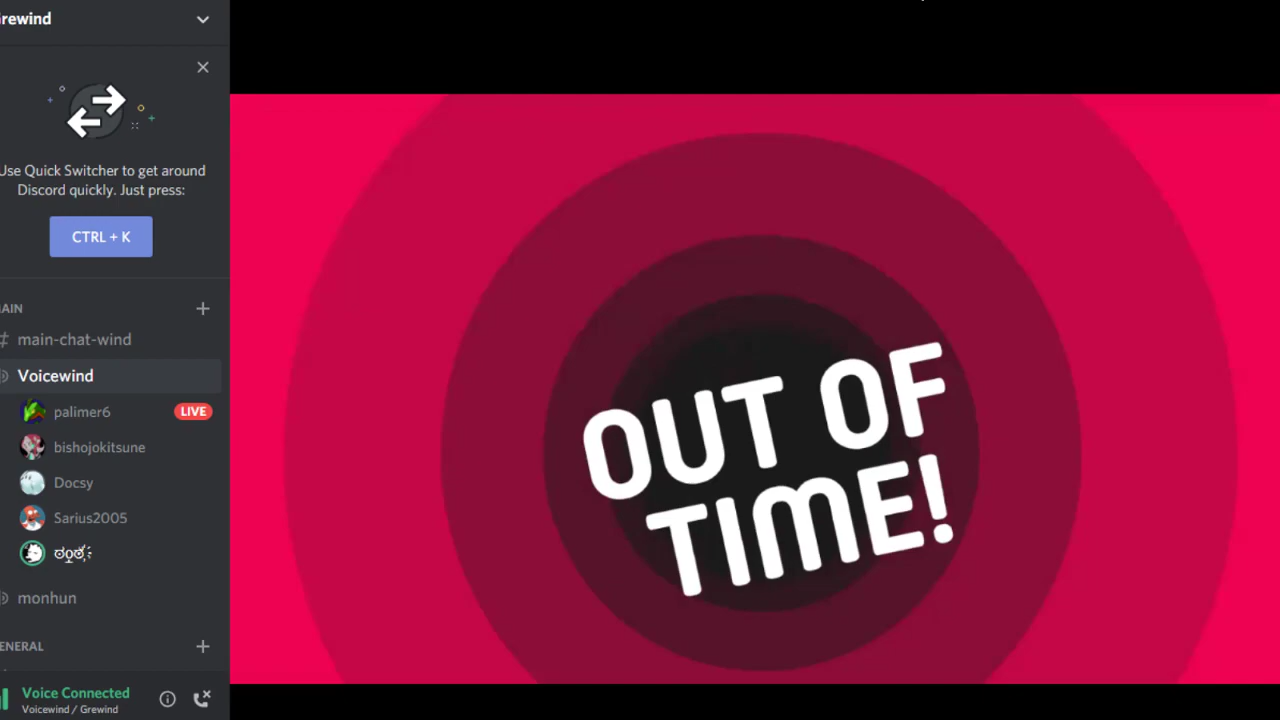 rewind
Use Quick Switcher to get around
Discord quickly. Just press:
CTRL + K
AIN
main-chat-wind
Voicewind
palimer6 LIVE
bishojokitsune
Docsy
Sarius2005
monhun
ENERAL
Voice Connected
Voicewind / Grewind
OUT OF
TIME!